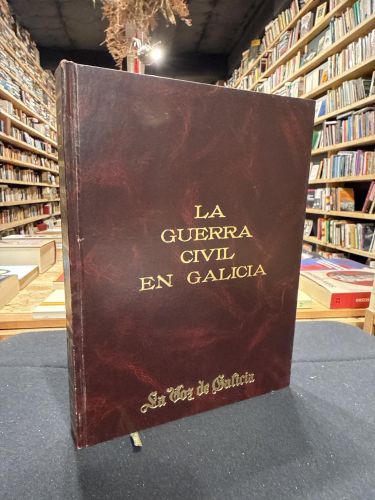 LA
GUERRA
CIVIL
EN GALICIA
La Voz de Galicia